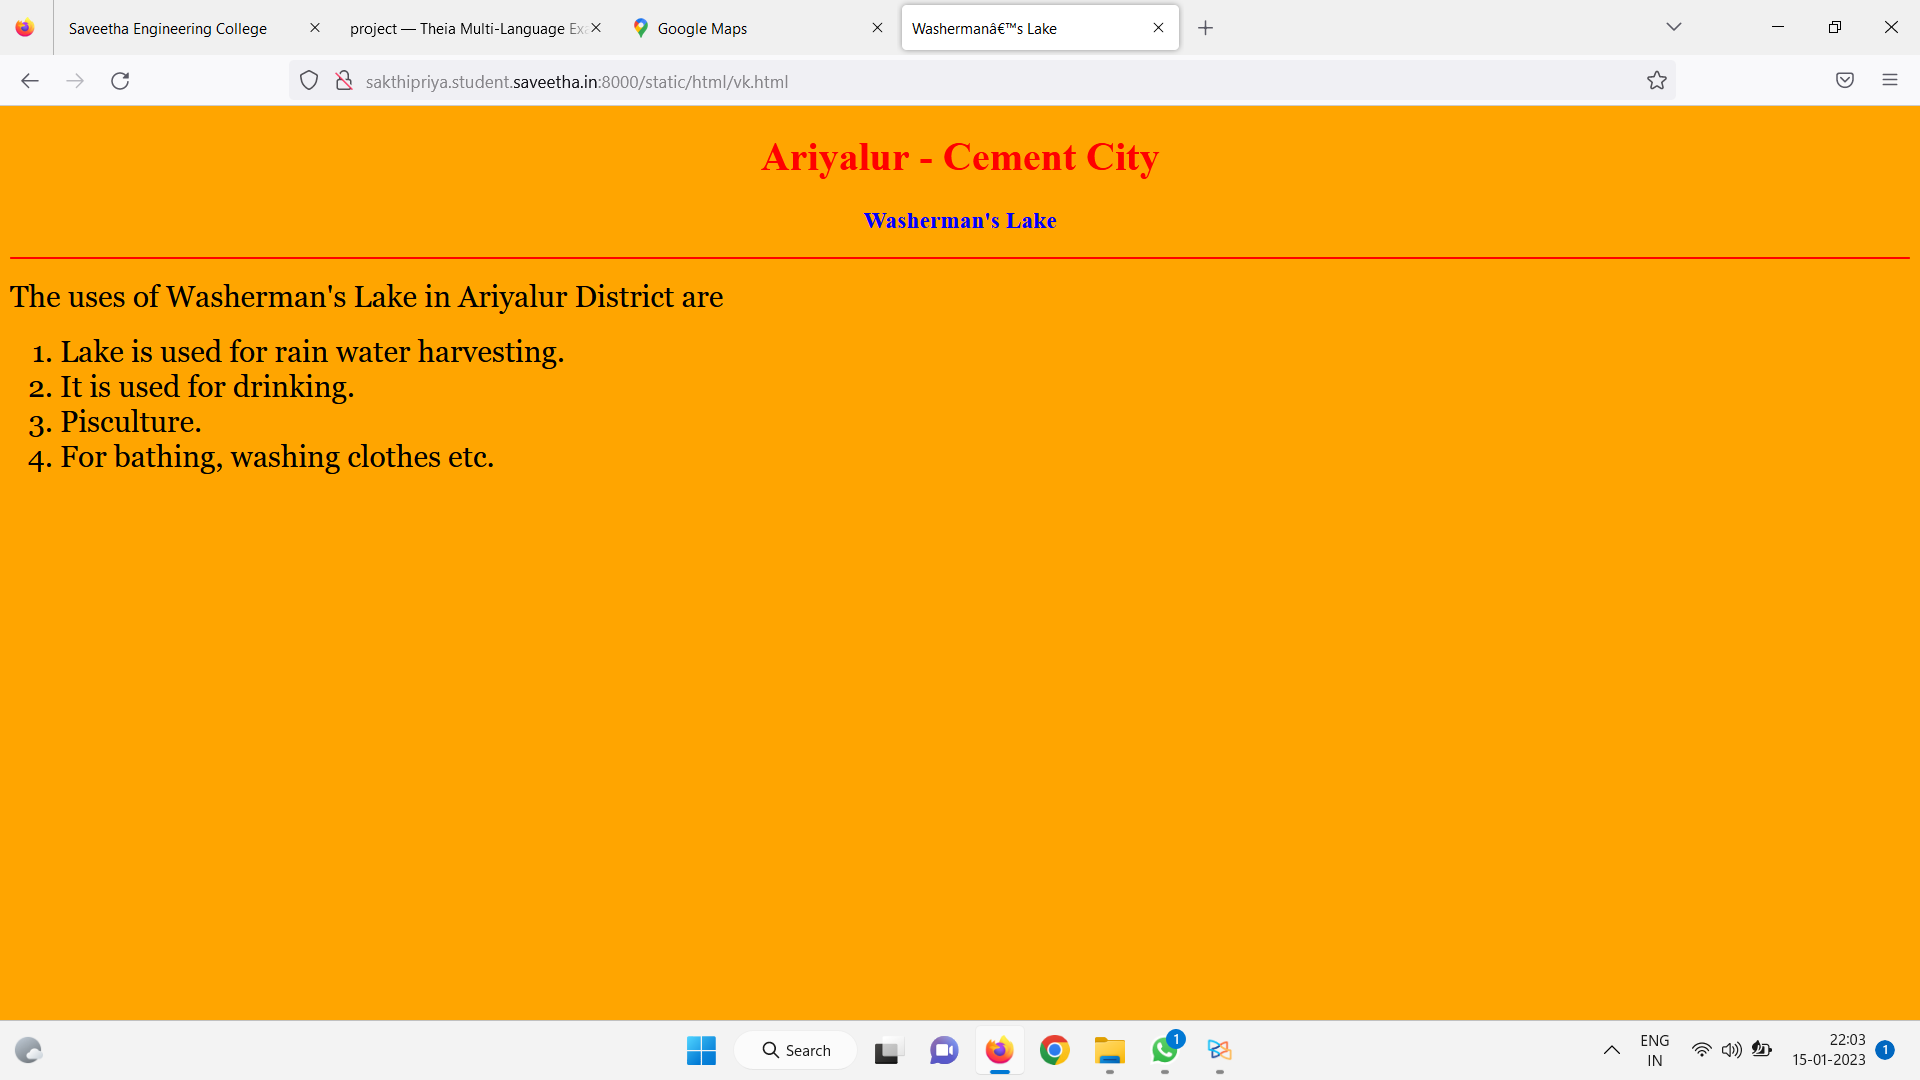 Saveetha Engineering College
project — Theia Multi-Language Exa
Google Maps
Washermanâ€™s Lake
sakthipriya.student.saveetha.in:8000/static/html/vk.html
Ariyalur - Cement City
Washerman's Lake
The uses of Washerman's Lake in Ariyalur District are
1. Lake is used for rain water harvesting.
2. It is used for drinking.
3. Pisculture.
4. For bathing, washing clothes etc.
Search
1
ENG
IN
22:03
15-01-2023
1